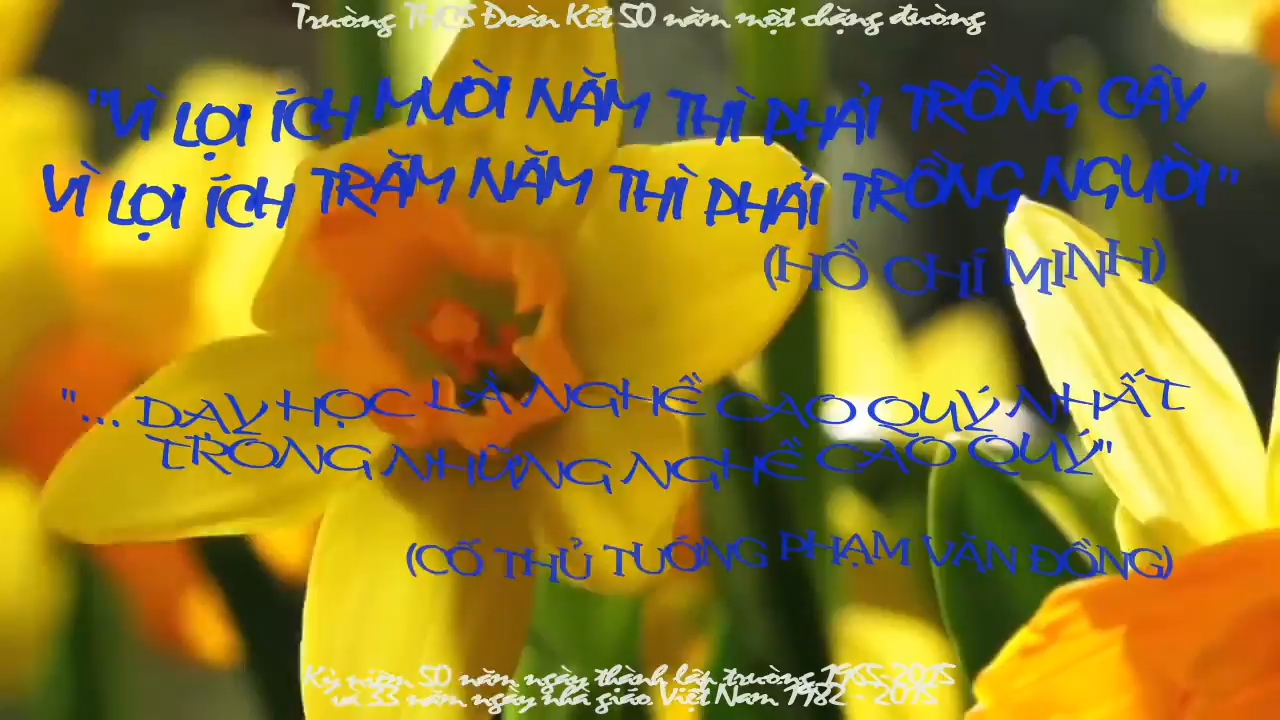 Trường THCS Đoàn Kết 50 năm một chặng đường
"VÌ LỢI ÍCH MƯỜI NĂM THÌ PHẢI TRỒNG CÂY
VÌ LỢI ÍCH TRĂM NĂM THÌ PHẢI TRỒNG NGƯỜI"
(HỒ CHÍ MINH)
"... DẠY HỌC LÀ NGHỀ CAO QUÝ NHẤT
TRONG NHỮNG NGHỀ CAO QUÝ"
(CỐ THỦ TƯỚNG PHẠM VĂN ĐỒNG)
Kỷ niệm 50 năm ngày thành lập trường 1965-2015
và 33 năm ngày nhà giáo Việt Nam 1982 - 2015